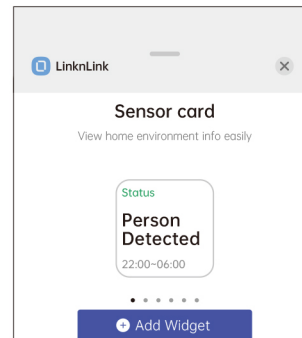 LinknLink
Sensor card
View home environment info easily
Status
Person
Detected
22:00~06:00
Add Widget